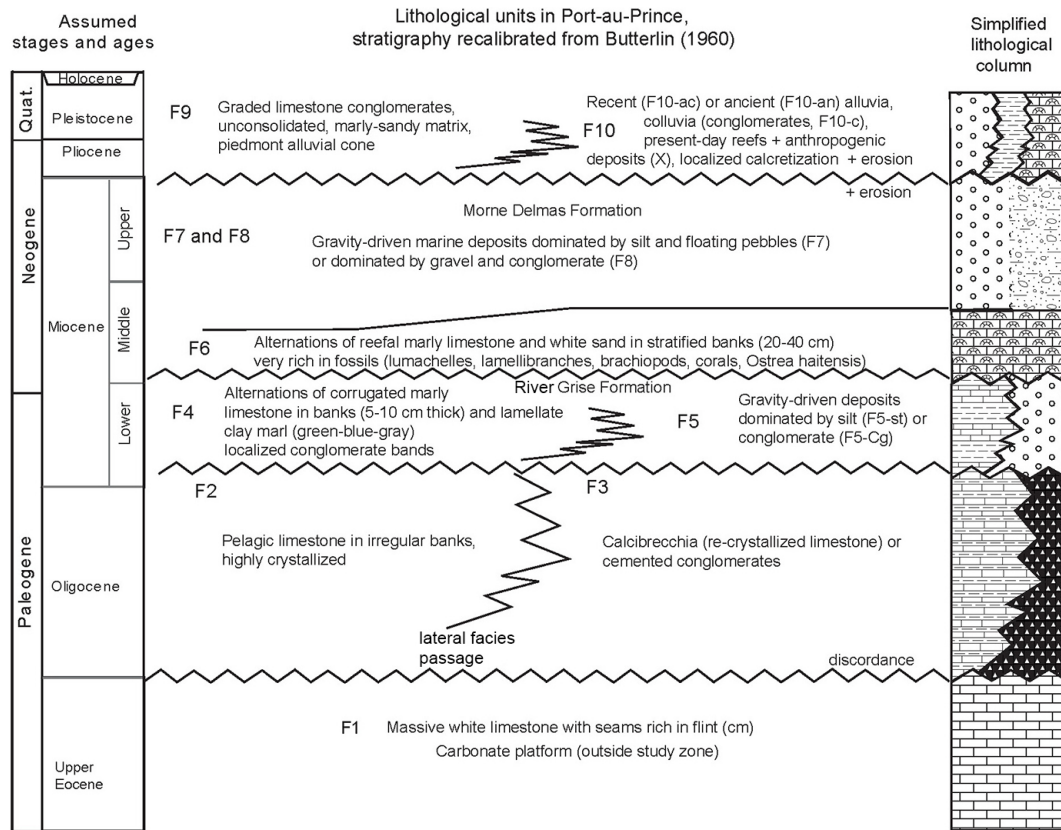 Assumed
stages and ages
Lithological units in Port-au-Prince,
stratigraphy recalibrated from Butterlin (1960)
Simplified
lithological
column
Quat.
Holocene
Pleistocene
Pliocene
F9
Graded limestone conglomerates,
unconsolidated, marly-sandy matrix,
piedmont alluvial cone
F10
Recent (F10-ac) or ancient (F10-an) alluvia,
colluvia (conglomerates, F10-c),
present-day reefs + anthropogenic
deposits (X), localized calcretization + erosion
+ erosion
Neogene
Miocene
Upper
Middle
Lower
Morne Delmas Formation
F7 and F8
Gravity-driven marine deposits dominated by silt and floating pebbles (F7)
or dominated by gravel and conglomerate (F8)
F6
Alternations of reefal marly limestone and white sand in stratified banks (20-40 cm)
very rich in fossils (lumachelles, lamellibranches, brachiopods, corals, Ostrea haitensis)
River Grise Formation
F4
Alternations of corrugated marly
limestone in banks (5-10 cm thick) and lamellate
clay marl (green-blue-gray)
localized conglomerate bands
F5
Gravity-driven deposits
dominated by silt (F5-st) or
conglomerate (F5-Cg)
Paleogene
Oligocene
F2
Pelagic limestone in irregular banks,
highly crystallized
F3
Calcibrecchia (re-crystallized limestone) or
cemented conglomerates
lateral facies
passage
discordance
Upper
Eocene
F1
Massive white limestone with seams rich in flint (cm)
Carbonate platform (outside study zone)